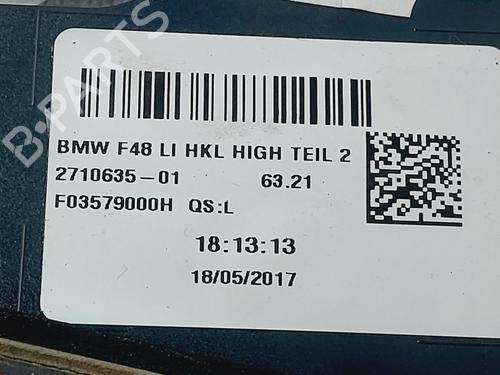 BMW F48 LI HKL HIGH TEIL 2
2710635-01 63.21
F03579000H QS:L
18:13:13
18/05/2017
B-PARTS